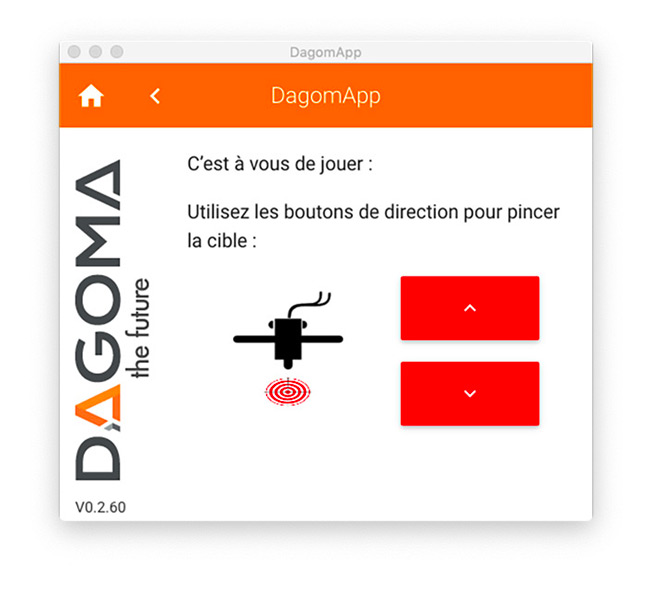 DagomApp
DagomApp
C’est à vous de jouer :
Utilisez les boutons de direction pour pincer
la cible :
DAGOMA
the future
V0.2.60